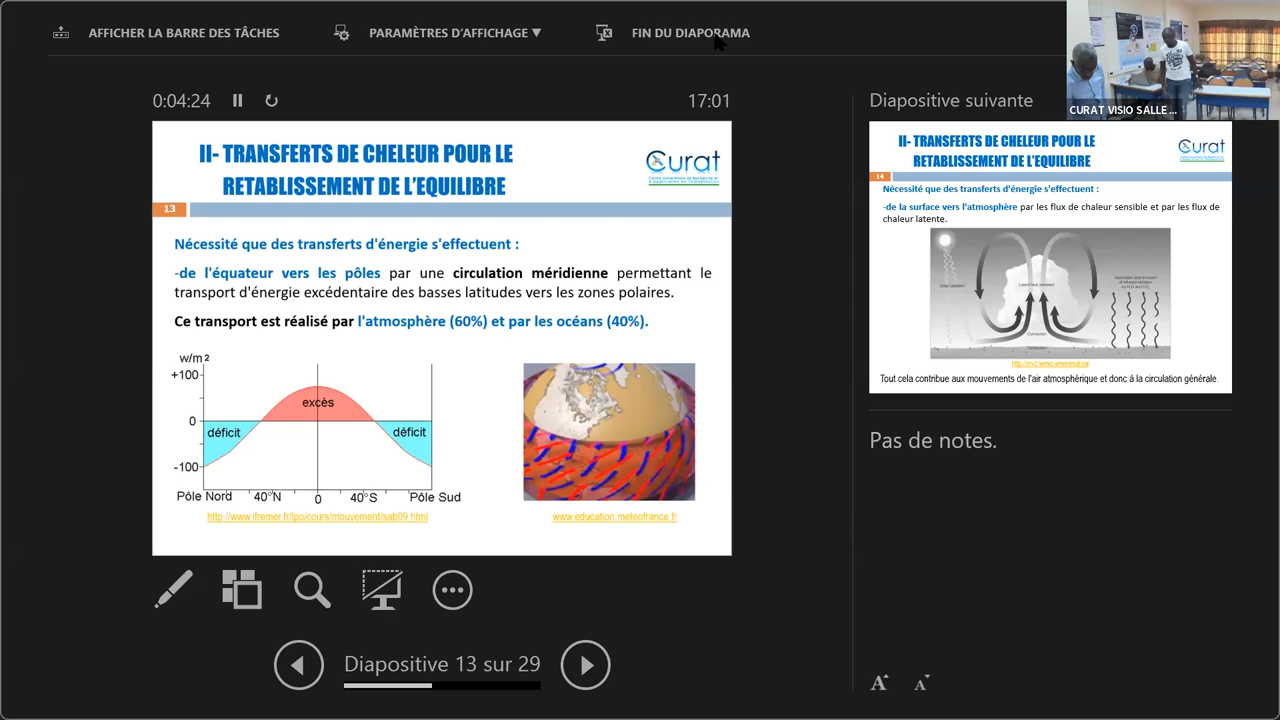 AFFICHER LA BARRE DES TÂCHES
PARAMÈTRES D'AFFICHAGE ▼
FIN DU DIAPORAMA
CURAT VISIO SALLE ...
0:04:24
17:01
Diapositive suivante
II- TRANSFERTS DE CHELEUR POUR LE
RETABLISSEMENT DE L'EQUILIBRE
Curat
13
Nécessité que des transferts d'énergie s'effectuent :
-de l'équateur vers les pôles par une circulation méridienne permettant le
transport d'énergie excédentaire des basses latitudes vers les zones polaires.
Ce transport est réalisé par l'atmosphère (60%) et par les océans (40%).
w/m2
+100
excès
0
déficit
déficit
-100
Pôle Nord
40°N
0
40°S
Pôle Sud
http://www.ifremer.fr/lpo/cours/mouvement/sab09.html
www.education.meteofrance.fr
II- TRANSFERTS DE CHELEUR POUR LE
RETABLISSEMENT DE L'EQUILIBRE
Curat
14
Nécessité que des transferts d'énergie s'effectuent :
-de la surface vers l'atmosphère par les flux de chaleur sensible et par les flux de
chaleur latente.
Tout cela contribue aux mouvements de l'air atmosphérique et donc à la circulation générale.
Pas de notes.
Diapositive 13 sur 29
A
A